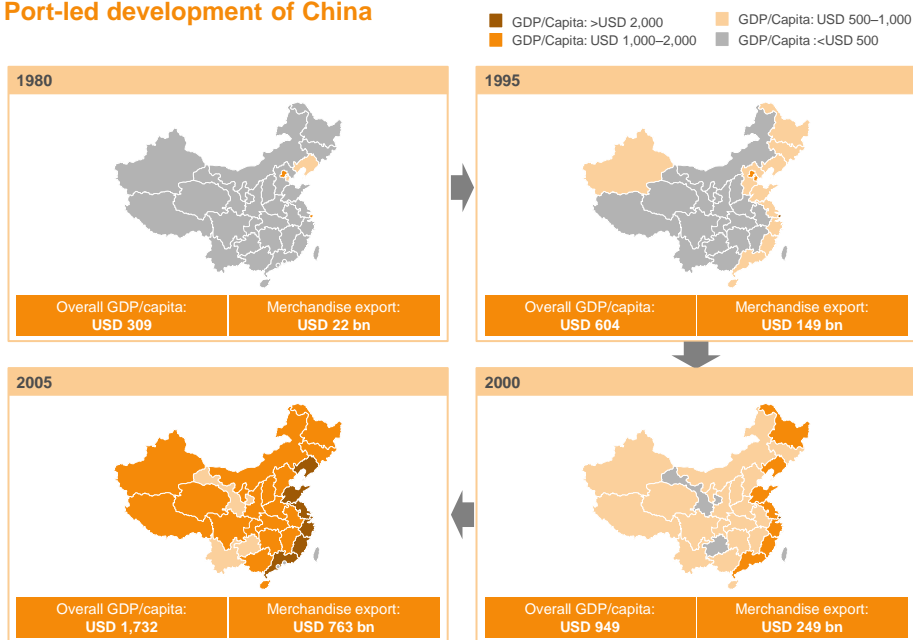 Port-led development of China
GDP/Capita: >USD 2,000
GDP/Capita: USD 500–1,000
GDP/Capita: USD 1,000–2,000
GDP/Capita :<USD 500
1980
Overall GDP/capita:
USD 309
Merchandise export:
USD 22 bn
1995
Overall GDP/capita:
USD 604
Merchandise export:
USD 149 bn
2005
Overall GDP/capita:
USD 1,732
Merchandise export:
USD 763 bn
2000
Overall GDP/capita:
USD 949
Merchandise export:
USD 249 bn